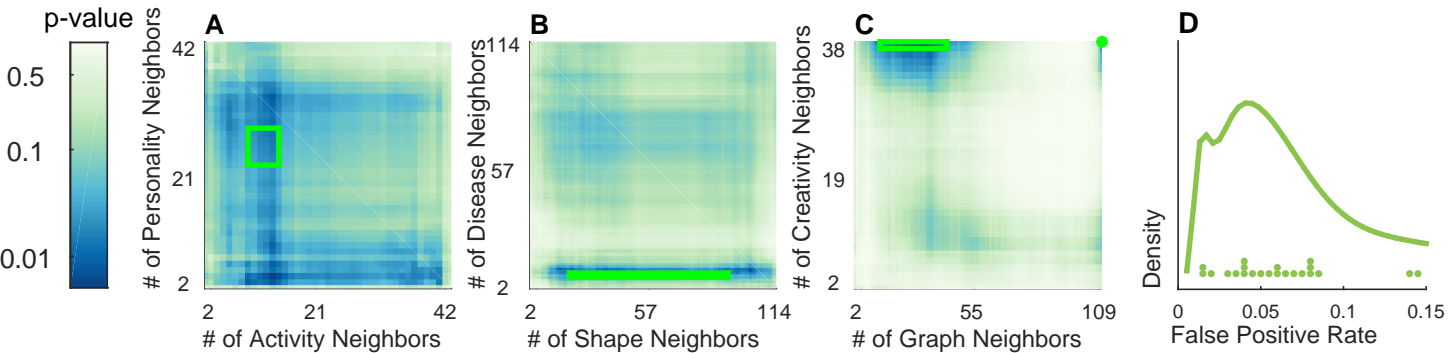 p-value
0.5
0.1
0.01
A
# of Personality Neighbors
42
21
2
2 21 42
# of Activity Neighbors
B
# of Disease Neighbors
114
57
2
2 57 114
# of Shape Neighbors
C
# of Creativity Neighbors
38
19
2
2 55 109
# of Graph Neighbors
D
Density
0 0.05 0.1 0.15
False Positive Rate